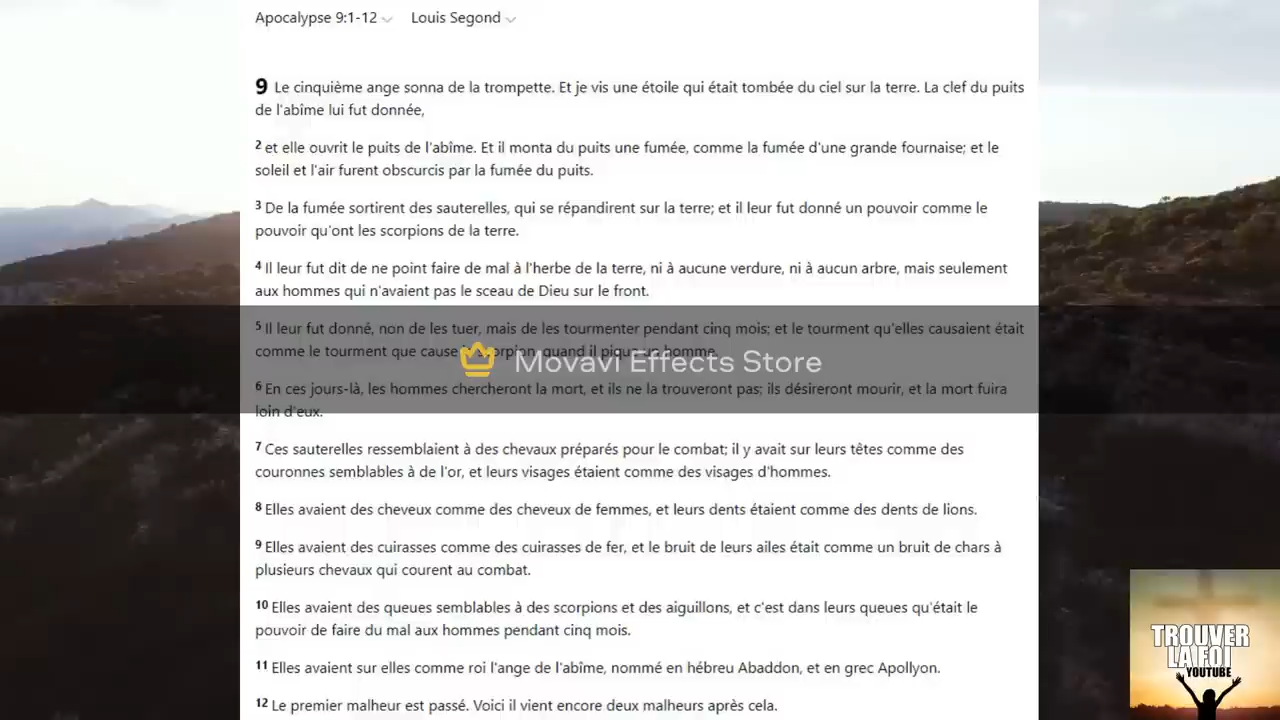 Apocalypse 9:1-12 Louis Segond
9 Le cinquième ange sonna de la trompette. Et je vis une étoile qui était tombée du ciel sur la terre. La clef du puits
de l'abîme lui fut donnée,
2 et elle ouvrit le puits de l'abîme. Et il monta du puits une fumée, comme la fumée d'une grande fournaise; et le
soleil et l'air furent obscurcis par la fumée du puits.
3 De la fumée sortirent des sauterelles, qui se répandirent sur la terre; et il leur fut donné un pouvoir comme le
pouvoir qu'ont les scorpions de la terre.
4 Il leur fut dit de ne point faire de mal à l'herbe de la terre, ni à aucune verdure, ni à aucun arbre, mais seulement
aux hommes qui n'avaient pas le sceau de Dieu sur le front.
5 Il leur fut donné, non de les tuer, mais de les tourmenter pendant cinq mois; et le tourment qu'elles causaient était
comme le tourment que cause le scorpion, quand il pique un homme.
Movavi Effects Store
6 En ces jours-là, les hommes chercheront la mort, et ils ne la trouveront pas; ils désireront mourir, et la mort fuira
loin d'eux.
7 Ces sauterelles ressemblaient à des chevaux préparés pour le combat; il y avait sur leurs têtes comme des
couronnes semblables à de l'or, et leurs visages étaient comme des visages d'hommes.
8 Elles avaient des cheveux comme des cheveux de femmes, et leurs dents étaient comme des dents de lions.
9 Elles avaient des cuirasses comme des cuirasses de fer, et le bruit de leurs ailes était comme un bruit de chars à
plusieurs chevaux qui courent au combat.
10 Elles avaient des queues semblables à des scorpions et des aiguillons, et c'est dans leurs queues qu'était le
pouvoir de faire du mal aux hommes pendant cinq mois.
11 Elles avaient sur elles comme roi l'ange de l'abîme, nommé en hébreu Abaddon, et en grec Apollyon.
12 Le premier malheur est passé. Voici il vient encore deux malheurs après cela.
TROUVER
LA FOI
YOUTUBE